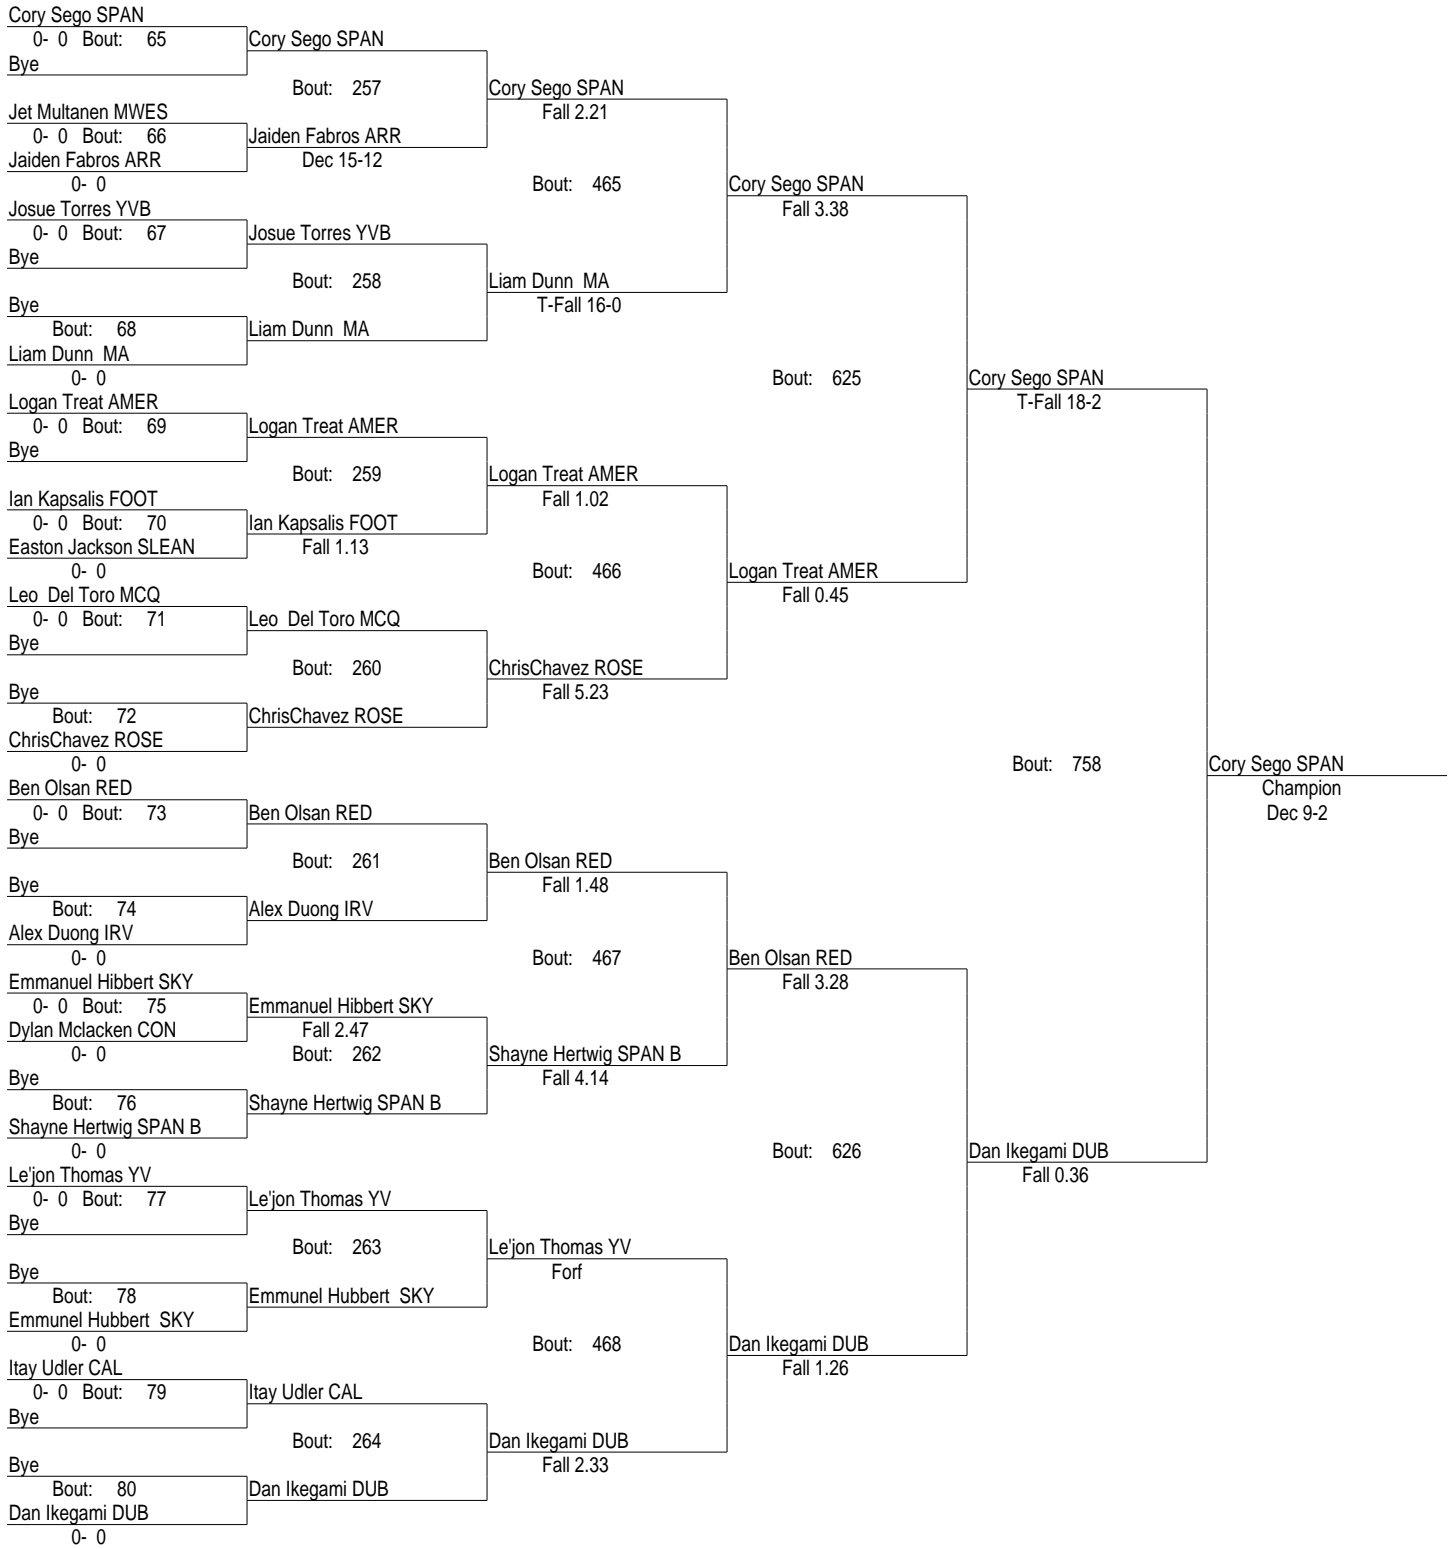 Cory Sego SPAN
0- 0 Bout: 65
Cory Sego SPAN
Bye
Bout: 257
Cory Sego SPAN
Jet Multanen MWES
Fall 2.21
0- 0 Bout: 66
Jaiden Fabros ARR
Jaiden Fabros ARR
Dec 15-12
0- 0
Bout: 465
Cory Sego SPAN
Josue Torres YVB
Fall 3.38
0- 0 Bout: 67
Josue Torres YVB
Bye
Bout: 258
Liam Dunn MA
Bye
T-Fall 16-0
Bout: 68
Liam Dunn MA
Liam Dunn MA
0- 0
Bout: 625
Cory Sego SPAN
Logan Treat AMER
T-Fall 18-2
0- 0 Bout: 69
Logan Treat AMER
Bye
Bout: 259
Logan Treat AMER
Ian Kapsalis FOOT
Fall 1.02
0- 0 Bout: 70
Ian Kapsalis FOOT
Easton Jackson SLEAN
Fall 1.13
0- 0
Bout: 466
Logan Treat AMER
Leo Del Toro MCQ
Fall 0.45
0- 0 Bout: 71
Leo Del Toro MCQ
Bye
Bout: 260
ChrisChavez ROSE
Bye
Fall 5.23
Bout: 72
ChrisChavez ROSE
ChrisChavez ROSE
0- 0
Bout: 758
Cory Sego SPAN
Ben Olsan RED
Champion
0- 0 Bout: 73
Ben Olsan RED
Dec 9-2
Bye
Bout: 261
Ben Olsan RED
Bye
Fall 1.48
Bout: 74
Alex Duong IRV
Alex Duong IRV
0- 0
Bout: 467
Ben Olsan RED
Emmanuel Hibbert SKY
Fall 3.28
0- 0 Bout: 75
Emmanuel Hibbert SKY
Dylan Mclacken CON
Fall 2.47
0- 0
Bout: 262
Shayne Hertwig SPAN B
Bye
Fall 4.14
Bout: 76
Shayne Hertwig SPAN B
Shayne Hertwig SPAN B
0- 0
Bout: 626
Dan Ikegami DUB
Le'jon Thomas YV
Fall 0.36
0- 0 Bout: 77
Le'jon Thomas YV
Bye
Bout: 263
Le'jon Thomas YV
Bye
Forf
Bout: 78
Emmunel Hubbert SKY
Emmunel Hubbert SKY
0- 0
Bout: 468
Dan Ikegami DUB
Itay Udler CAL
Fall 1.26
0- 0 Bout: 79
Itay Udler CAL
Bye
Bout: 264
Dan Ikegami DUB
Bye
Fall 2.33
Bout: 80
Dan Ikegami DUB
Dan Ikegami DUB
0- 0